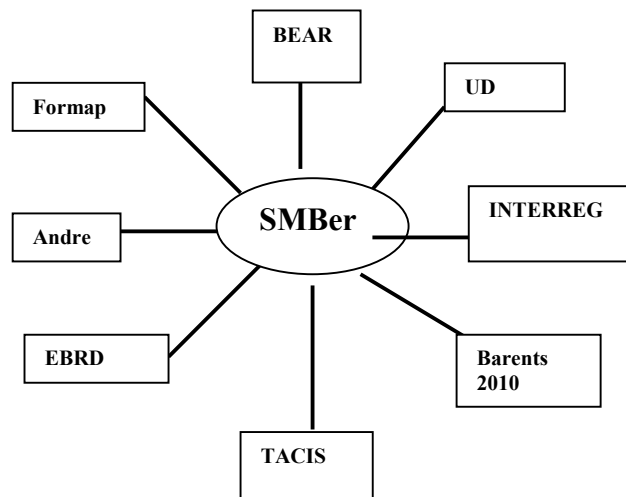 BEAR
UD
Formap
SMBer
INTERREG
Andre
EBRD
Barents
2010
TACIS